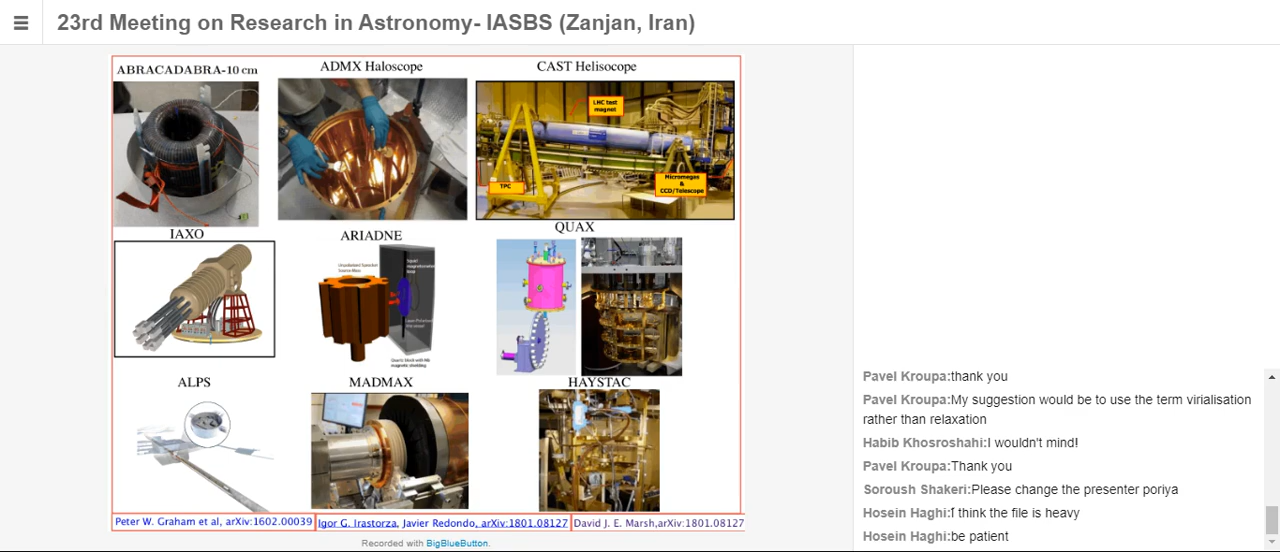 ☰ 23rd Meeting on Research in Astronomy- IASBS (Zanjan, Iran)
ABRACADABRA-10 cm
ADMX Haloscope
CAST Helisocope
LHC test
magnet
TPC
Micromegas
&
CCD/Telescope
IAXO
ARIADNE
QUAX
ALPS
MADMAX
HAYSTAC
Peter W. Graham et al, arXiv:1602.00039
Igor G. Irastorza, Javier Redondo, arXiv:1801.08127
David J. E. Marsh,arXiv:1801.08127
Recorded with BigBlueButton.
Pavel Kroupa:thank you
Pavel Kroupa:My suggestion would be to use the term virialisation
rather than relaxation
Habib Khosroshahi:I wouldn't mind!
Pavel Kroupa:Thank you
Soroush Shakeri:Please change the presenter poriya
Hosein Haghi:f think the file is heavy
Hosein Haghi:be patient